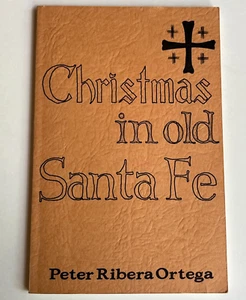 Christmas
in old
Santa Fe
Peter Ribera Ortega